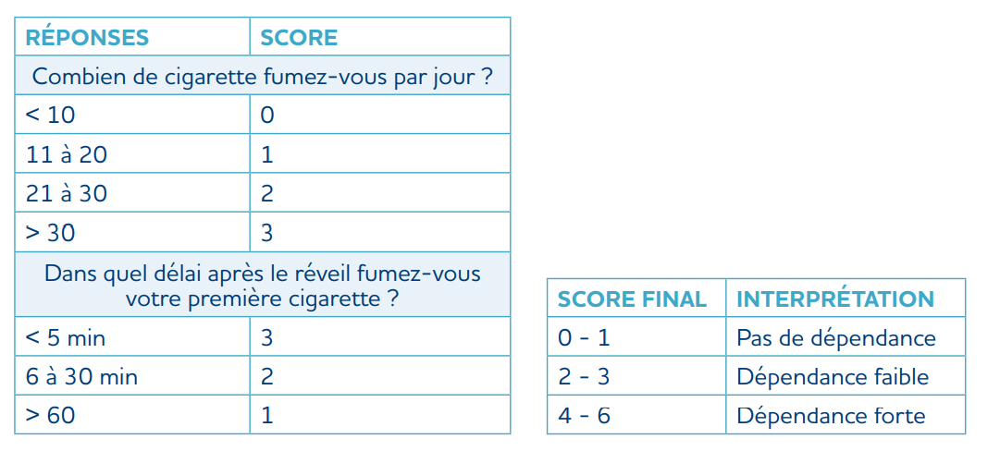 RÉPONSES SCORE
Combien de cigarette fumez-vous par jour ?
< 10 0
11 à 20 1
21 à 30 2
> 30 3
Dans quel délai après le réveil fumez-vous
votre première cigarette ?
< 5 min 3
6 à 30 min 2
> 60 1
SCORE FINAL INTERPRÉTATION
0 - 1 Pas de dépendance
2 - 3 Dépendance faible
4 - 6 Dépendance forte